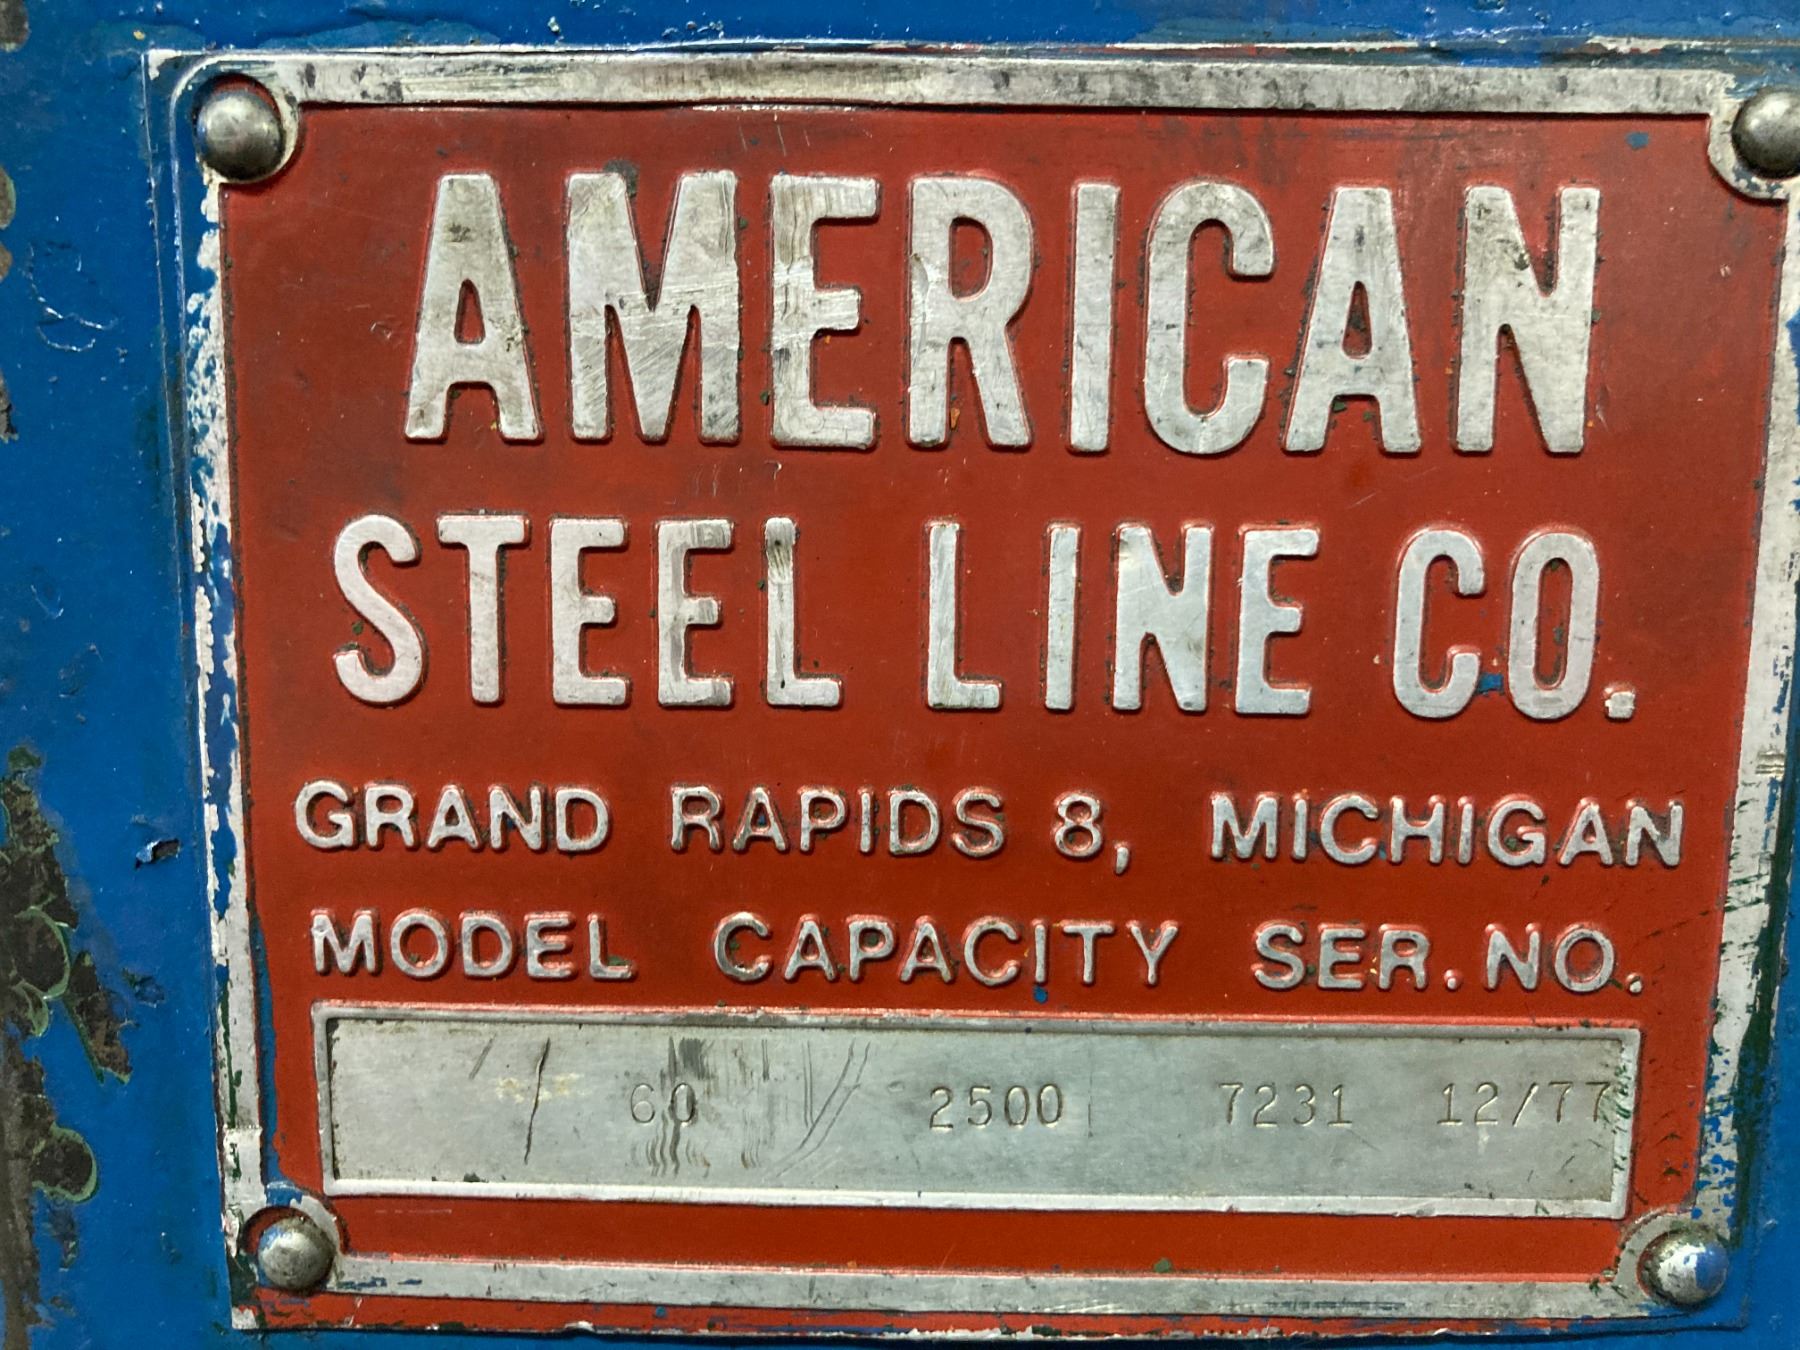 AMERICAN
STEEL LINE CO.
GRAND RAPIDS 8, MICHIGAN
MODEL CAPACITY SER. NO.
60 2500 7231 12/77